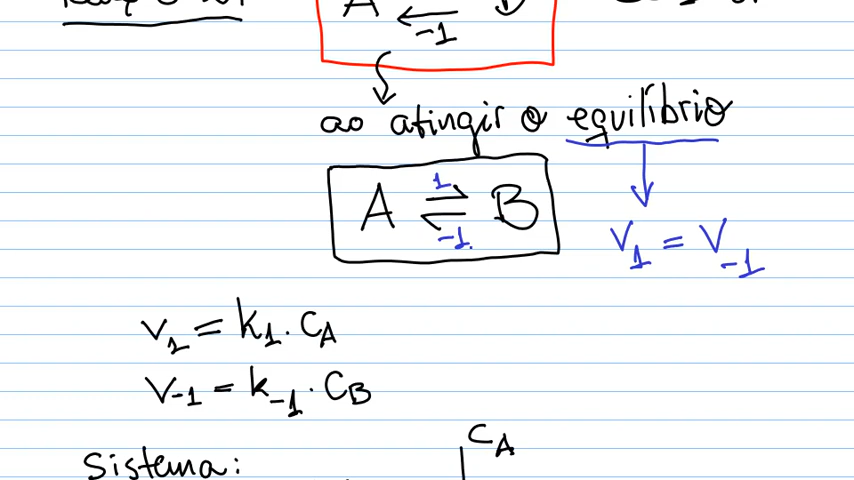 A ← B
-1
ao atingir o equilíbrio
A ⇌ B
1
-1
V₁ = V₋₁
v₁ = k₁ . CA
v₋₁ = k₋₁ . CB
CA
Sistema: